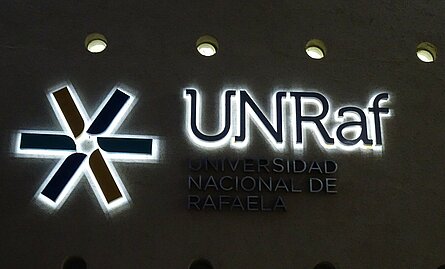 UNRaf
UNIVERSIDAD
NACIONAL DE
RAFAELA